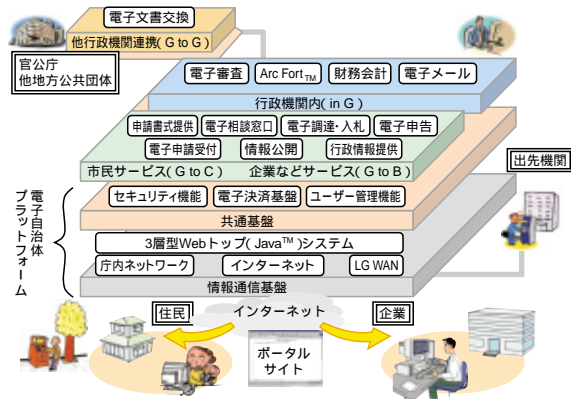 電子文書交換
他行政機関連携( G to G )
官公庁
他地方公共団体
電子審査
Arc Fort™
財務会計
電子メール
行政機関内( in G )
申請書式提供
電子相談窓口
電子調達・入札
電子申告
電子申請受付
情報公開
行政情報提供
市民サービス( G to C )
企業などサービス( G to B )
出先機関
電子自治体
プラットフォーム
セキュリティ機能
電子決済基盤
ユーザー管理機能
共通基盤
3層型Webトップ( Java™ )システム
庁内ネットワーク
インターネット
LG WAN
情報通信基盤
住民
インターネット
企業
ポータル
サイト